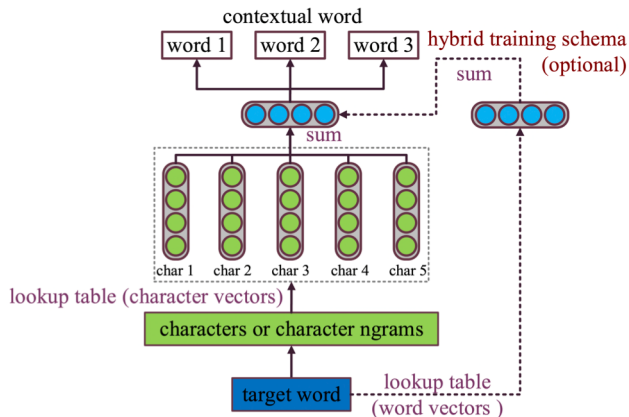 contextual word
word 1 word 2 word 3
hybrid training schema
(optional)
sum
sum
char 1 char 2 char 3 char 4 char 5
lookup table (character vectors)
characters or character ngrams
target word
lookup table
(word vectors )